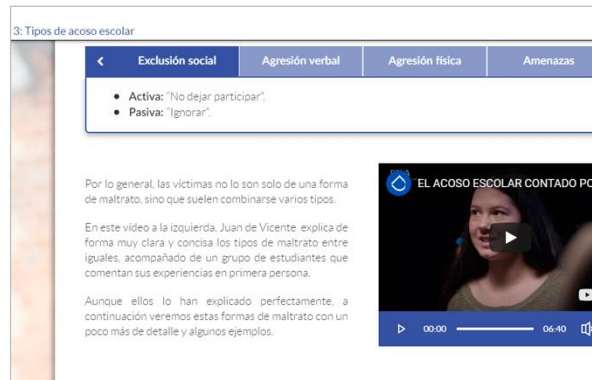 3: Tipos de acoso escolar
Exclusión social
Agresión verbal
Agresión física
Amenazas
Activa: "No dejar participar".
Pasiva: "Ignorar".
Por lo general, las víctimas no lo son solo de una forma
de maltrato, sino que suelen combinarse varios tipos.
En este vídeo a la izquierda, Juan de Vicente explica de
forma muy clara y concisa los tipos de maltrato entre
iguales, acompañado de un grupo de estudiantes que
comentan sus experiencias en primera persona.
Aunque ellos lo han explicado perfectamente, a
continuación veremos estas formas de maltrato con un
poco más de detalle y algunos ejemplos.
EL ACOSO ESCOLAR CONTADO PO
00:00
06:40